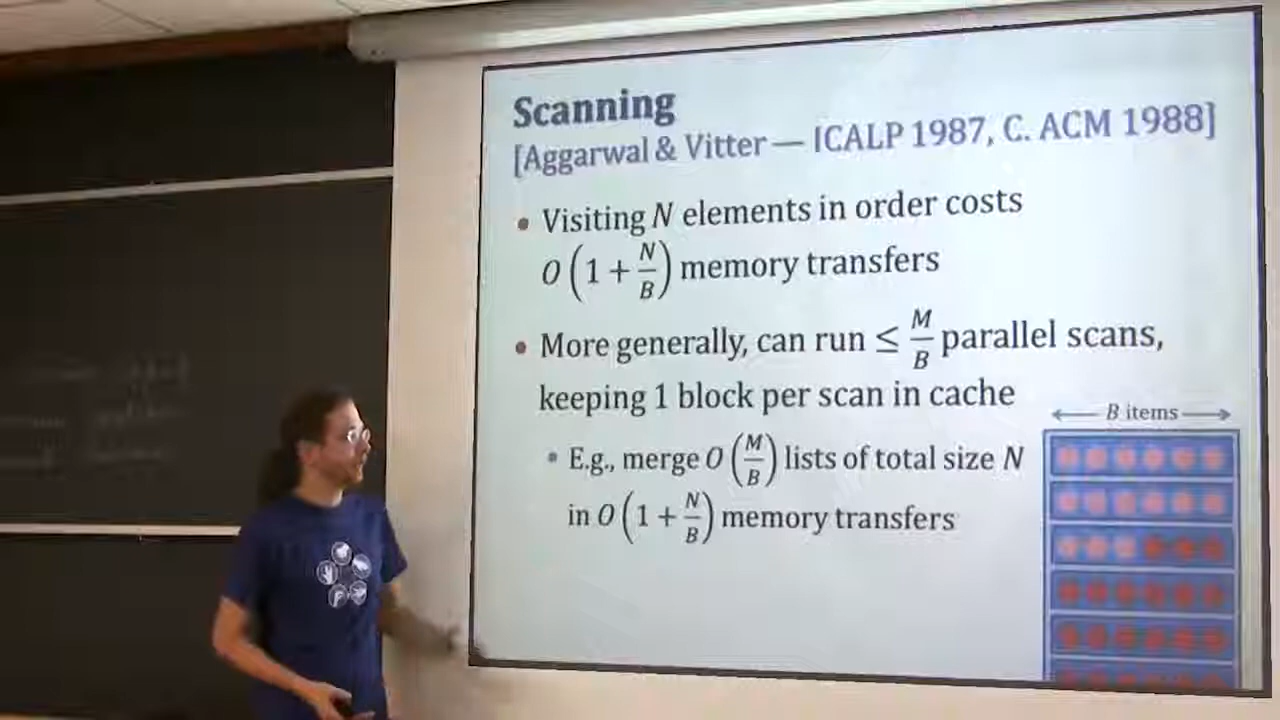 Scanning
[Aggarwal & Vitter — ICALP 1987, C. ACM 1988]
• Visiting N elements in order costs
O(1 + N/B) memory transfers
• More generally, can run ≤ M/B parallel scans,
keeping 1 block per scan in cache
• E.g., merge O(M/B) lists of total size N
in O(1 + N/B) memory transfers
B items